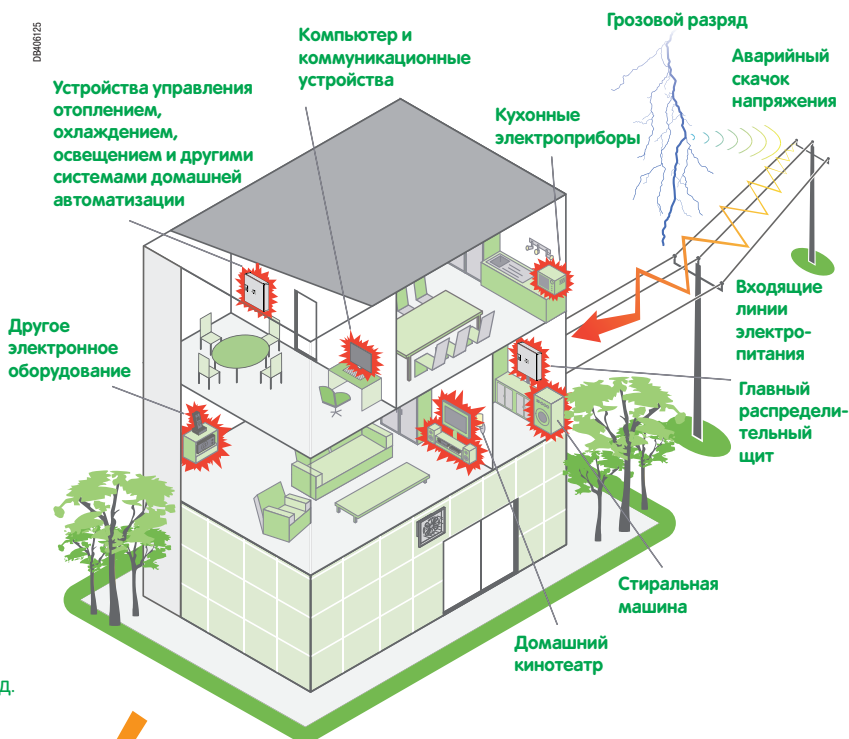 DB406125
Грозовой разряд
Компьютер и
коммуникационные
устройства
Аварийный
скачок
напряжения
Устройства управления
отоплением,
охлаждением,
освещением и другими
системами домашней
автоматизации
Кухонные
электроприборы
Входящие
линии
электро-
питания
Другое
электронное
оборудование
Главный
распредели-
тельный
щит
Стиральная
машина
Домашний
кинотеатр
д.